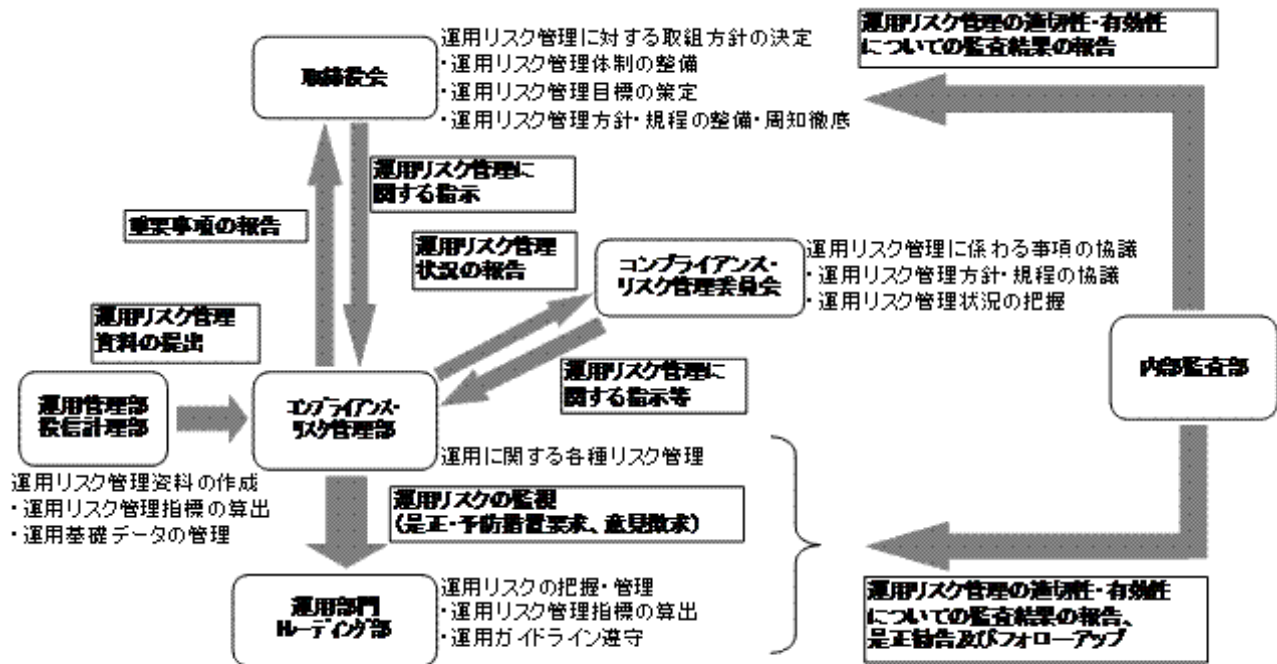 取締役会
運用リスク管理に対する取組方針の決定
・運用リスク管理体制の整備
・運用リスク管理目標の策定
・運用リスク管理方針・規程の整備・周知徹底
運用リスク管理の適切性・有効性
についての監査結果の報告
運用リスク管理に
関する指示
重要事項の報告
運用リスク管理
状況の報告
コンプライアンス・
リスク管理委員会
運用リスク管理に係わる事項の協議
・運用リスク管理方針・規程の協議
・運用リスク管理状況の把握
運用リスク管理
資料の提出
内部監査部
運用リスク管理に
関する指示等
運用管理部
投信計理部
コンプライアンス・
リスク管理部
運用に関する各種リスク管理
運用リスク管理資料の作成
・運用リスク管理指標の算出
・運用基礎データの管理
運用リスクの監視
（是正・予防措置要求、意見徴求）
運用部門
トレーディング部
運用リスクの把握・管理
・運用リスク管理指標の算出
・運用ガイドライン遵守
運用リスク管理の適切性・有効性
についての監査結果の報告、
是正勧告及びフォローアップ